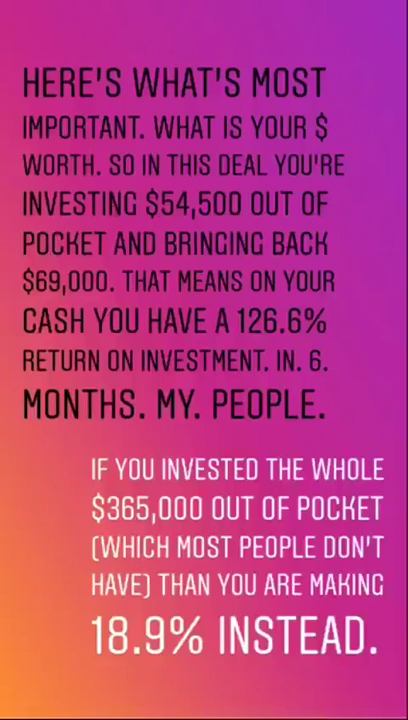 HERE'S WHAT'S MOST
IMPORTANT. WHAT IS YOUR $
WORTH. SO IN THIS DEAL YOU'RE
INVESTING $54,500 OUT OF
POCKET AND BRINGING BACK
$69,000. THAT MEANS ON YOUR
CASH YOU HAVE A 126.6%
RETURN ON INVESTMENT. IN. 6.
MONTHS. MY. PEOPLE.
IF YOU INVESTED THE WHOLE
$365,000 OUT OF POCKET
(WHICH MOST PEOPLE DON'T
HAVE) THAN YOU ARE MAKING
18.9% INSTEAD.